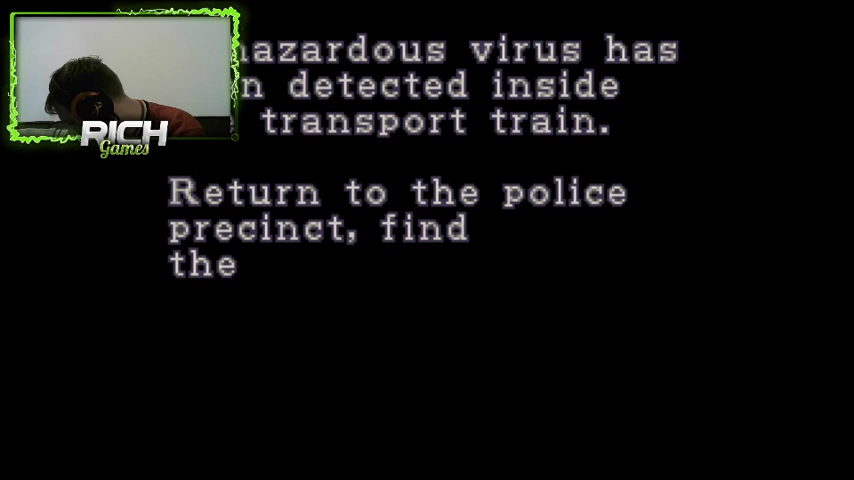 hazardous virus has
detected inside
transport train.
RICH
Games
Return to the police
precinct, find
the